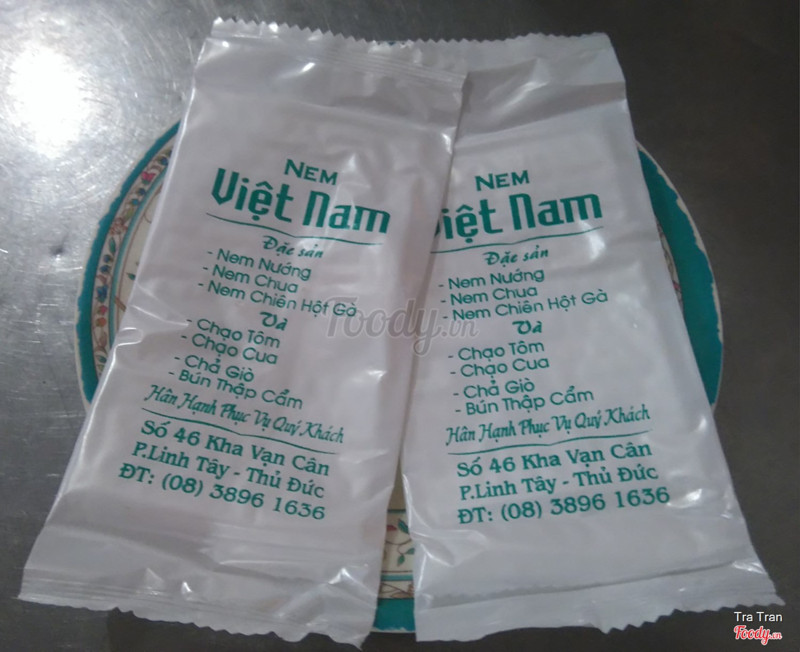 NEM
Việt Nam
Đặc sản
- Nem Nướng
- Nem Chua
- Nem Chiên Hột Gà
Và
- Chạo Tôm
- Chạo Cua
- Chả Giò
- Bún Thập Cẩm
Hân Hạnh Phục Vụ Quý Khách
Số 46 Kha Vạn Cân
P.Linh Tây - Thủ Đức
ĐT: (08) 3896 1636
NEM
Việt Nam
Đặc sản
- Nem Nướng
- Nem Chua
- Nem Chiên Hột Gà
Và
- Chạo Tôm
- Chạo Cua
- Chả Giò
- Bún Thập Cẩm
Hân Hạnh Phục Vụ Quý Khách
Số 46 Kha Vạn Cân
P.Linh Tây - Thủ Đức
ĐT: (08) 3896 1636
Foody.vn
Tra Tran
Foody.vn